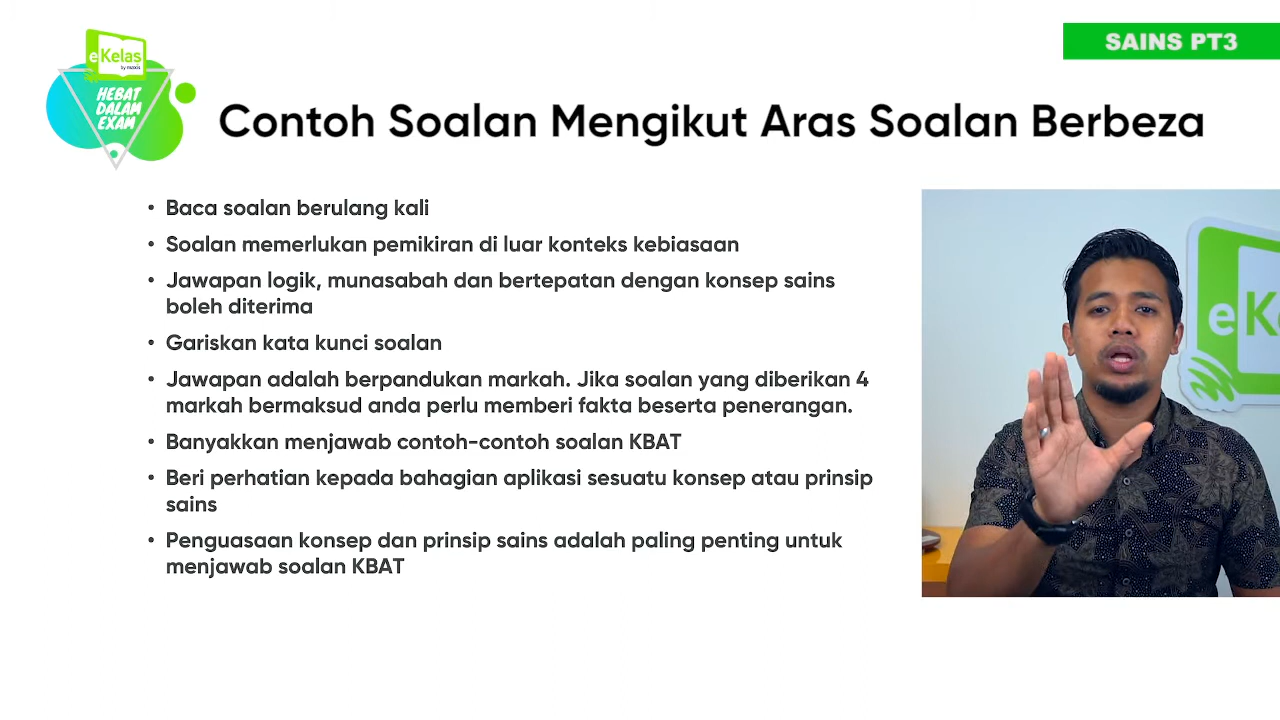 eKelas
by maxis
HEBAT
DALAM
EXAM
SAINS PT3
Contoh Soalan Mengikut Aras Soalan Berbeza
• Baca soalan berulang kali
• Soalan memerlukan pemikiran di luar konteks kebiasaan
• Jawapan logik, munasabah dan bertepatan dengan konsep sains
boleh diterima
• Gariskan kata kunci soalan
• Jawapan adalah berpandukan markah. Jika soalan yang diberikan 4
markah bermaksud anda perlu memberi fakta beserta penerangan.
• Banyakkan menjawab contoh-contoh soalan KBAT
• Beri perhatian kepada bahagian aplikasi sesuatu konsep atau prinsip
sains
• Penguasaan konsep dan prinsip sains adalah paling penting untuk
menjawab soalan KBAT
eKe